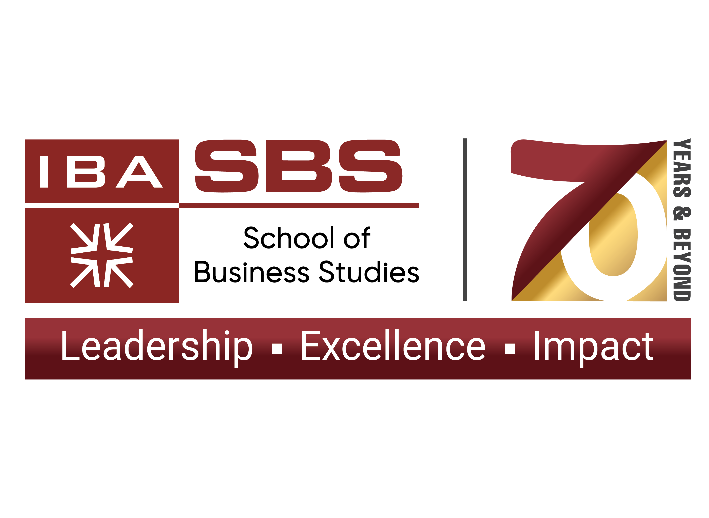 IBA SBS
School of
Business Studies
70
YEARS & BEYOND
Leadership ▪ Excellence ▪ Impact